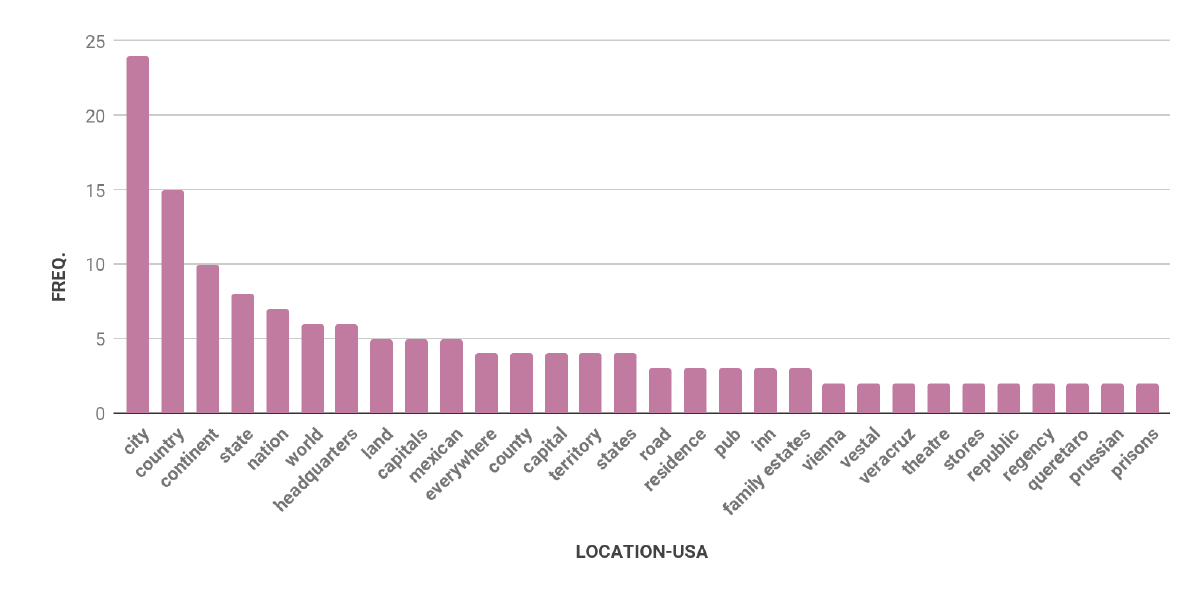 25
20
15
10
5
0
FREQ.
city
country
continent
state
nation
world
headquarters
land
capitals
mexican
everywhere
county
capital
territory
states
road
residence
pub
inn
family estates
vienna
vestal
veracruz
theatre
stores
republic
regency
queretaro
prussian
prisons
LOCATION-USA